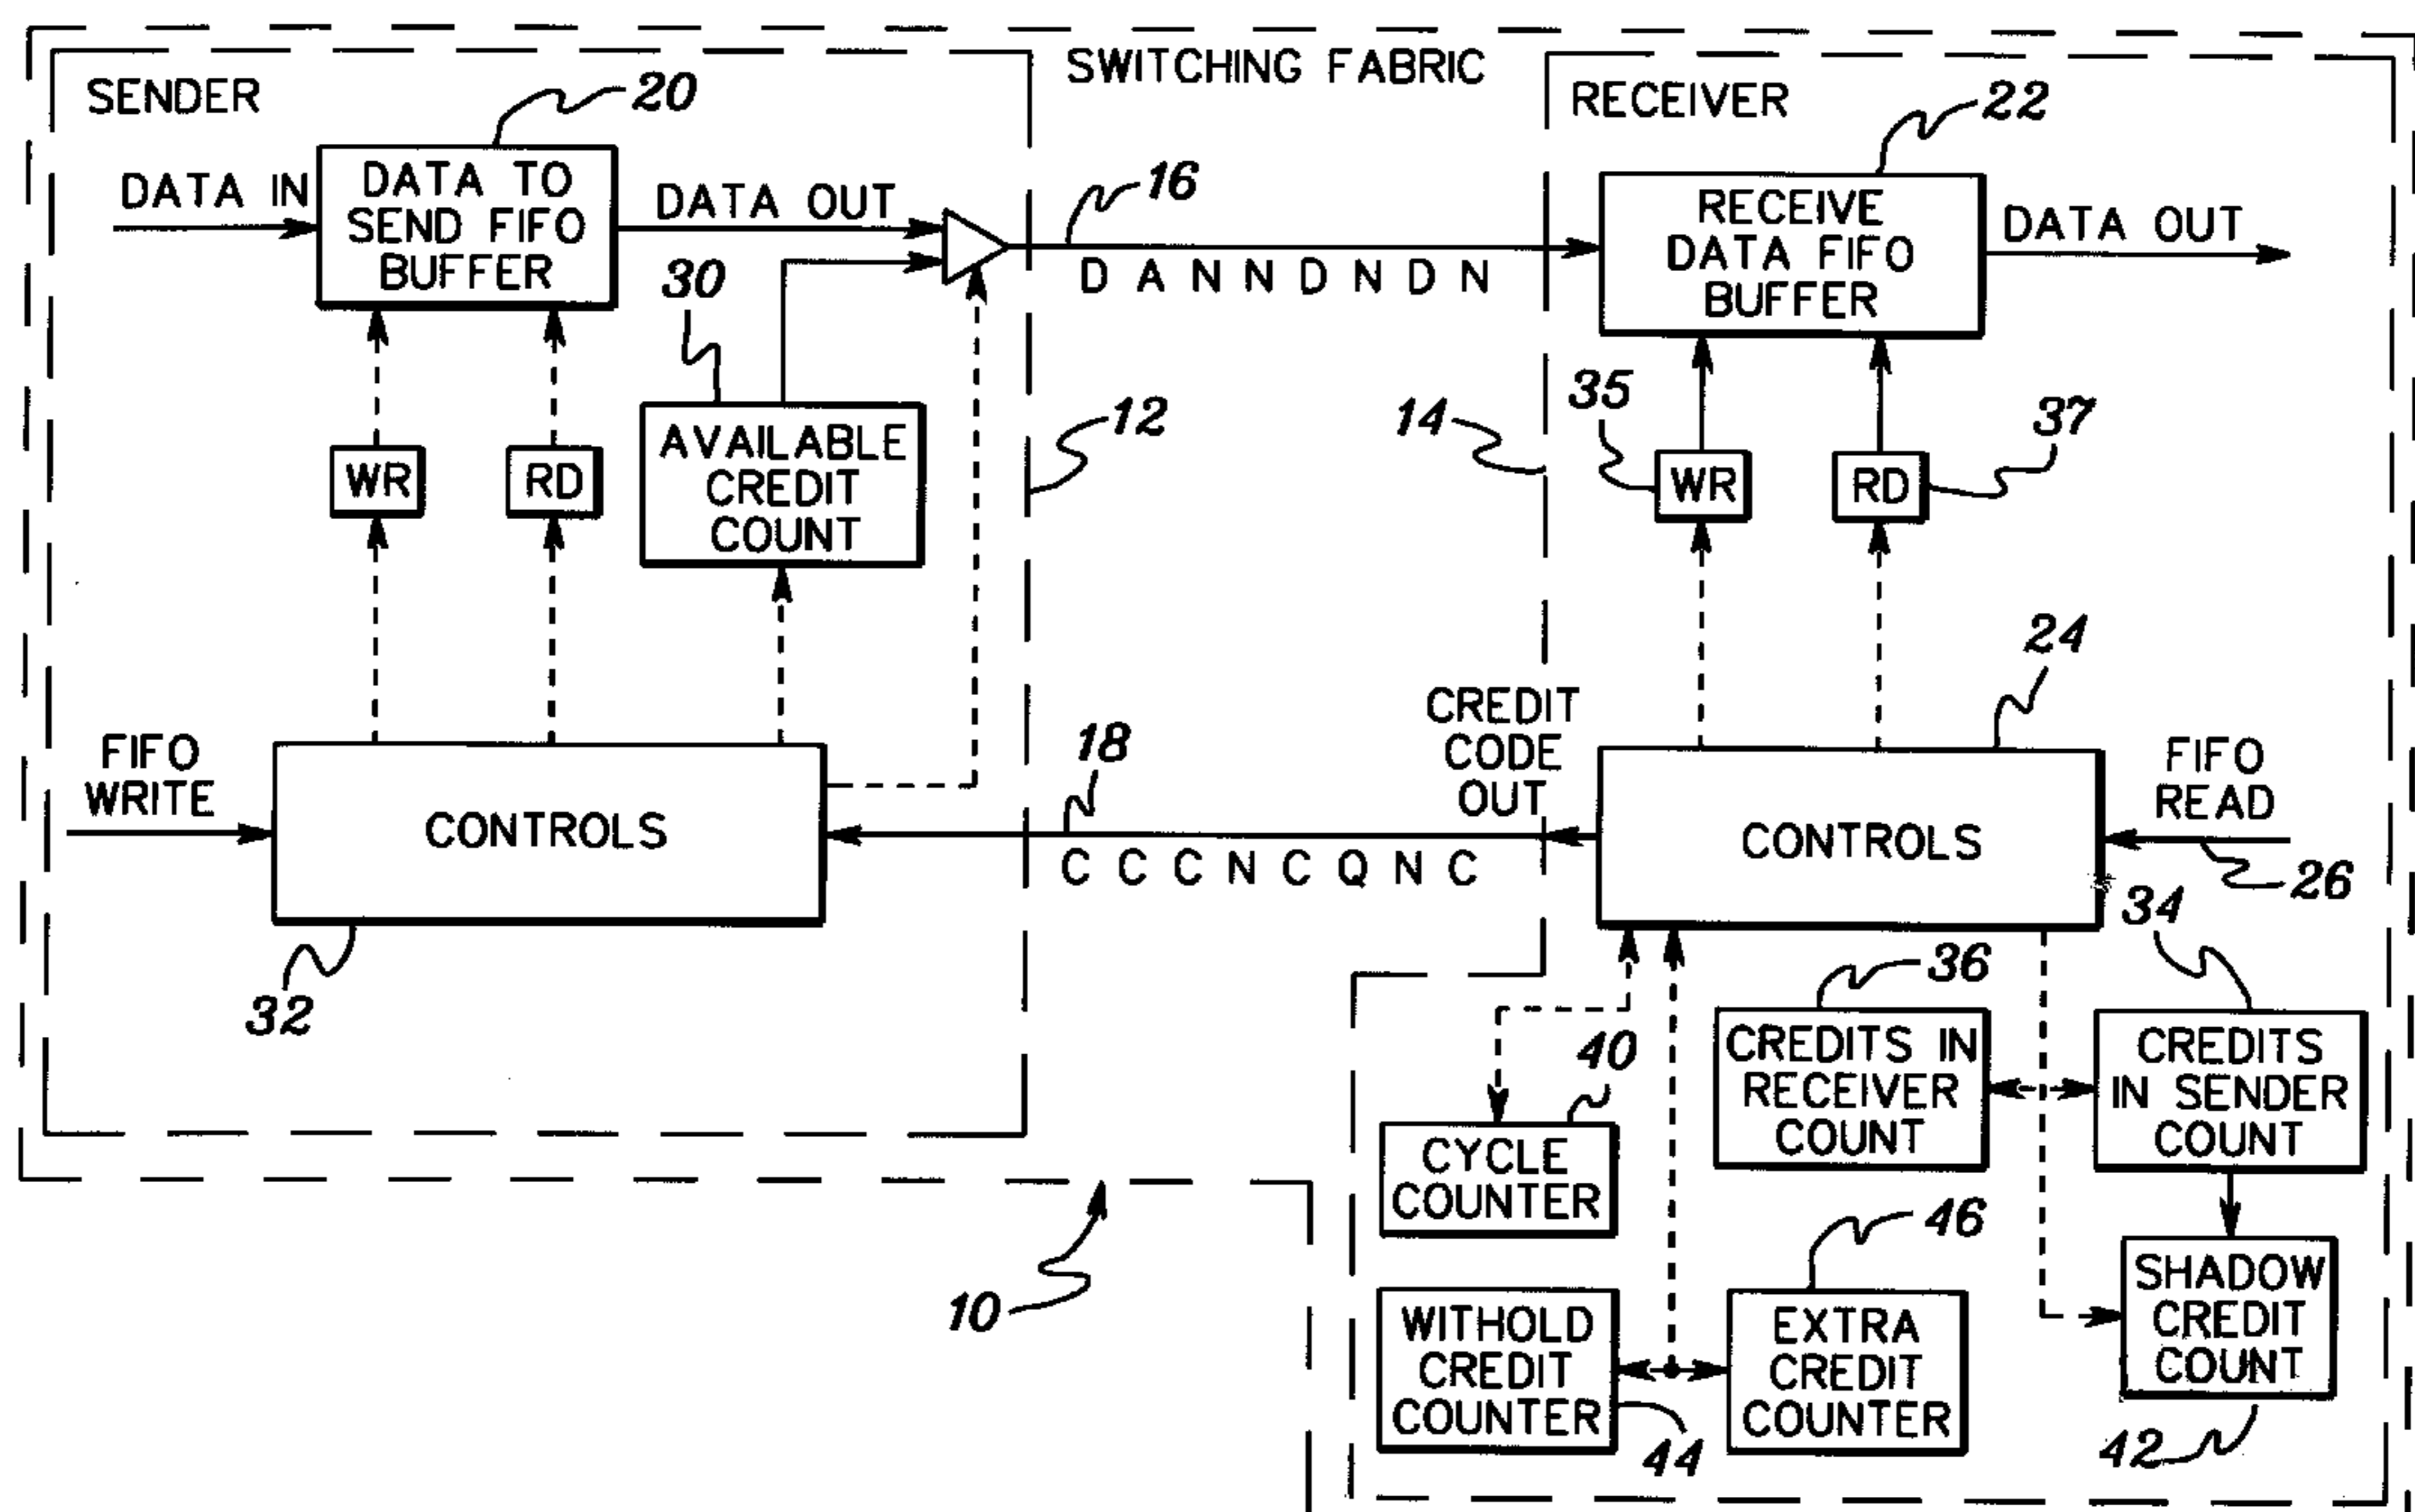 SWITCHING FABRIC
SENDER
20
DATA IN
DATA TO
SEND FIFO
BUFFER
DATA OUT
30
AVAILABLE
CREDIT
COUNT
WR
RD
12
FIFO
WRITE
CONTROLS
32
16
D A N N D N D N
18
C C C N C Q N C
10
RECEIVER
22
RECEIVE
DATA FIFO
BUFFER
DATA OUT
14
35
WR
RD
37
24
CREDIT
CODE
OUT
CONTROLS
FIFO
READ
26
34
36
CREDITS IN
RECEIVER
COUNT
CREDITS
IN SENDER
COUNT
40
CYCLE
COUNTER
46
WITHOLD
CREDIT
COUNTER
44
EXTRA
CREDIT
COUNTER
SHADOW
CREDIT
COUNT
42